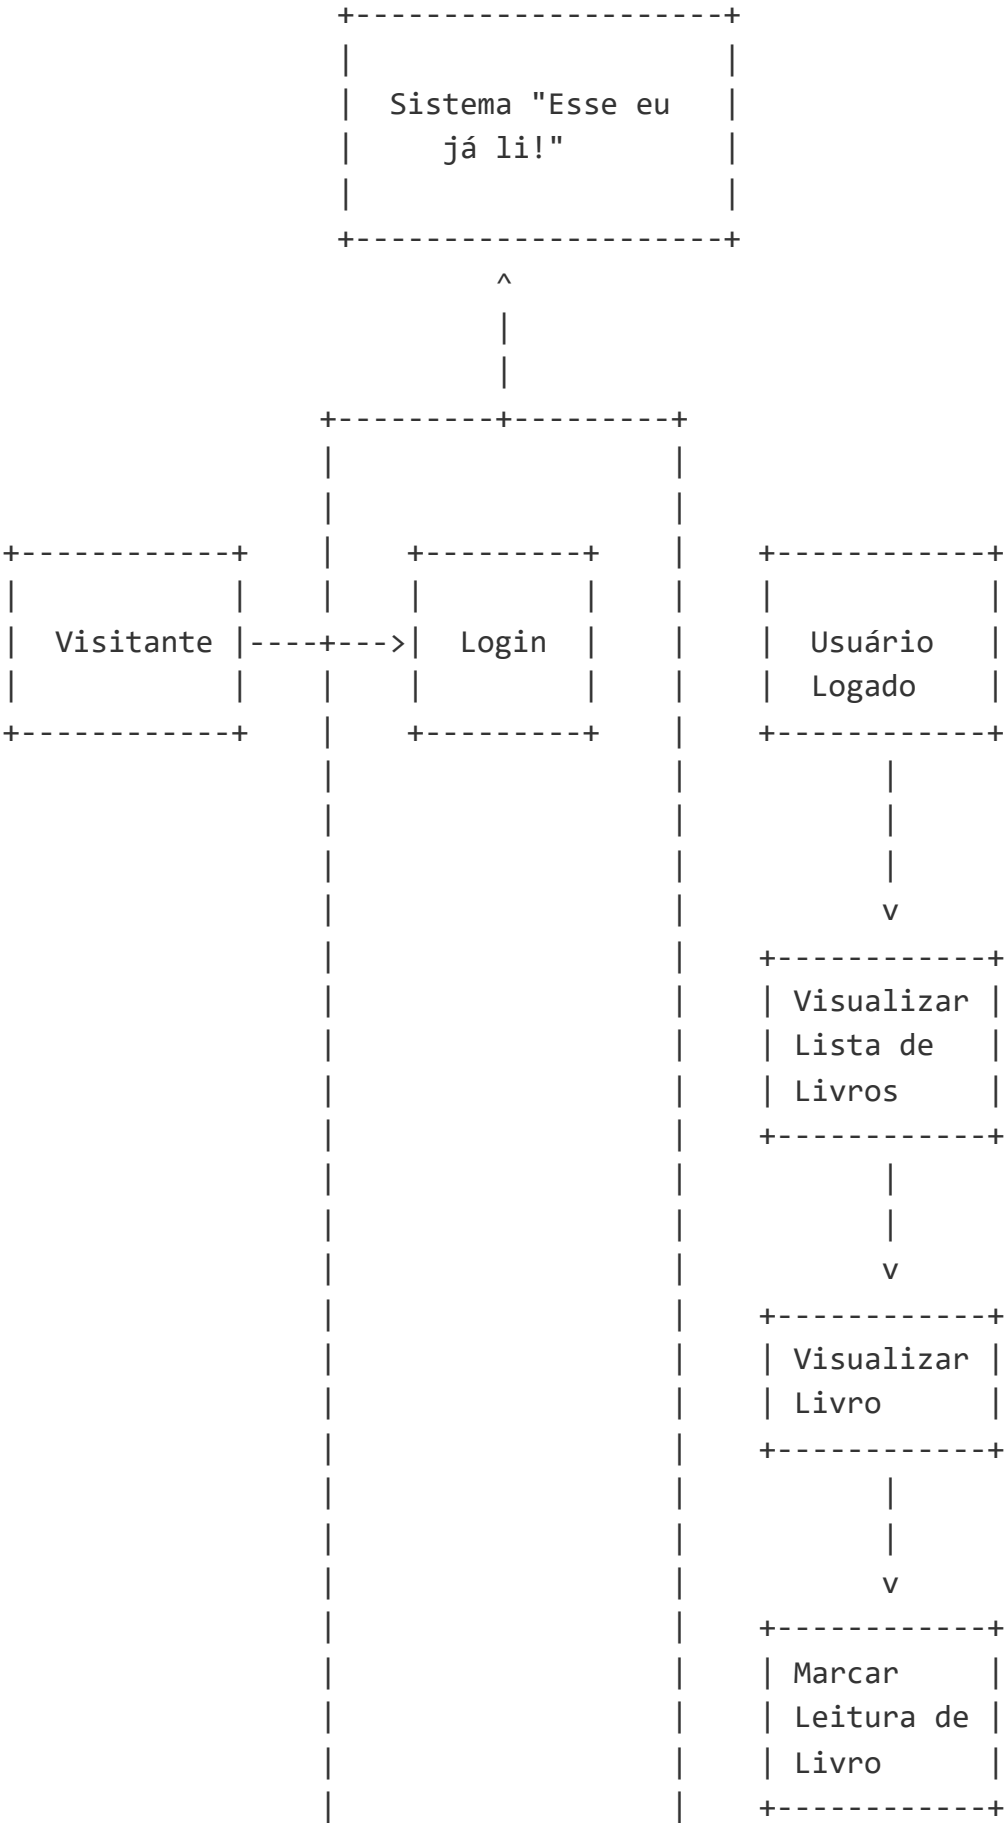 Sistema "Esse eu
já li!"
Visitante
Login
Usuário
Logado
Visualizar
Lista de
Livros
Visualizar
Livro
Marcar
Leitura de
Livro